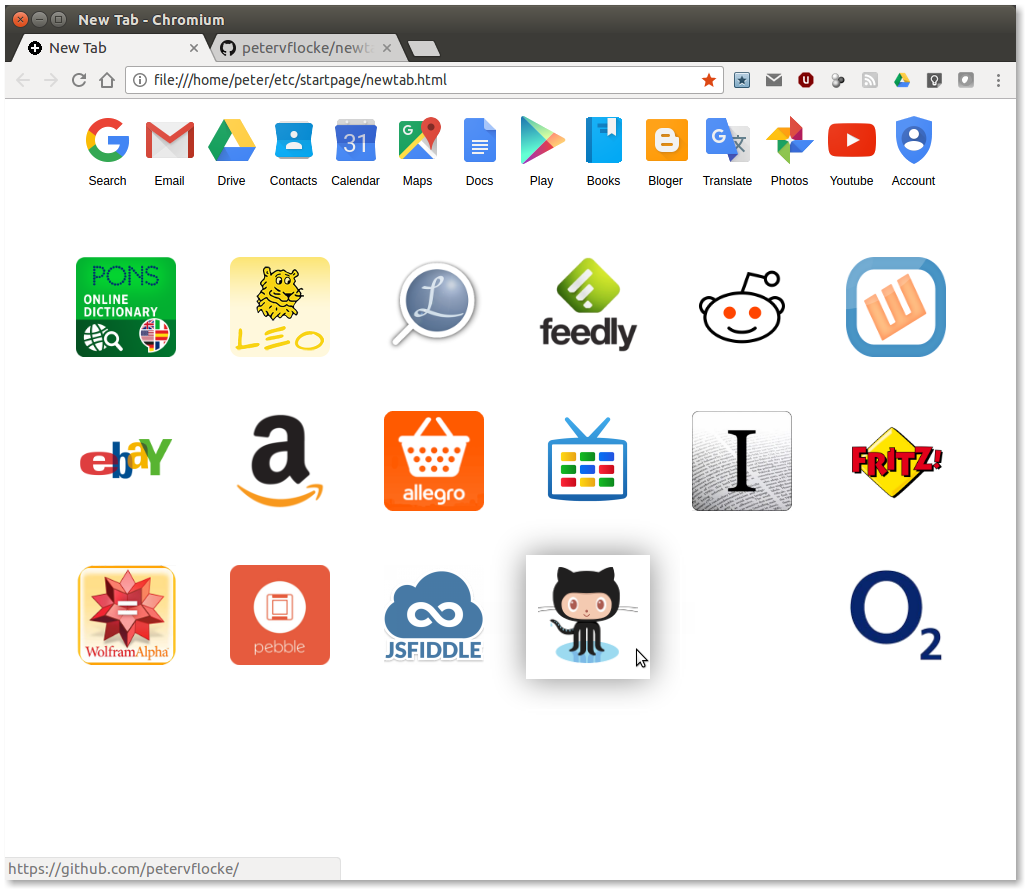 New Tab - Chromium
New Tab
petervflocke/newt
file:///home/peter/etc/startpage/newtab.html
G
31
G
G
Search Email Drive Contacts Calendar Maps Docs Play Books Bloger Translate Photos Youtube Account
PONS
ONLINE
DICTIONARY
LEO
L
feedly
ebay
a
allegro
I
FRITZ!
WolframAlpha
pebble
JSFIDDLE
O2
https://github.com/petervflocke/